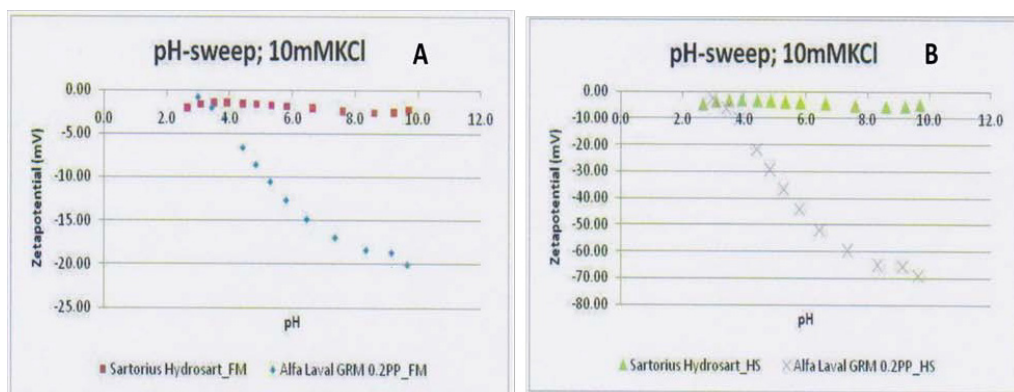 pH-sweep; 10mMKCl
A
0.00
-5.00
-10.00
-15.00
-20.00
-25.00
0.0 2.0 4.0 6.0 8.0 10.0 12.0
Zetapotential (mV)
pH
Sartorius Hydrosart_FM
Alfa Laval GRM 0.2PP_FM
pH-sweep; 10mMKCl
B
0.00
-10.00
-20.00
-30.00
-40.00
-50.00
-60.00
-70.00
-80.00
0.0 2.0 4.0 6.0 8.0 10.0 12.0
Zetapotential (mV)
pH
Sartorius Hydrosart_HS
Alfa Laval GRM 0.2PP_HS